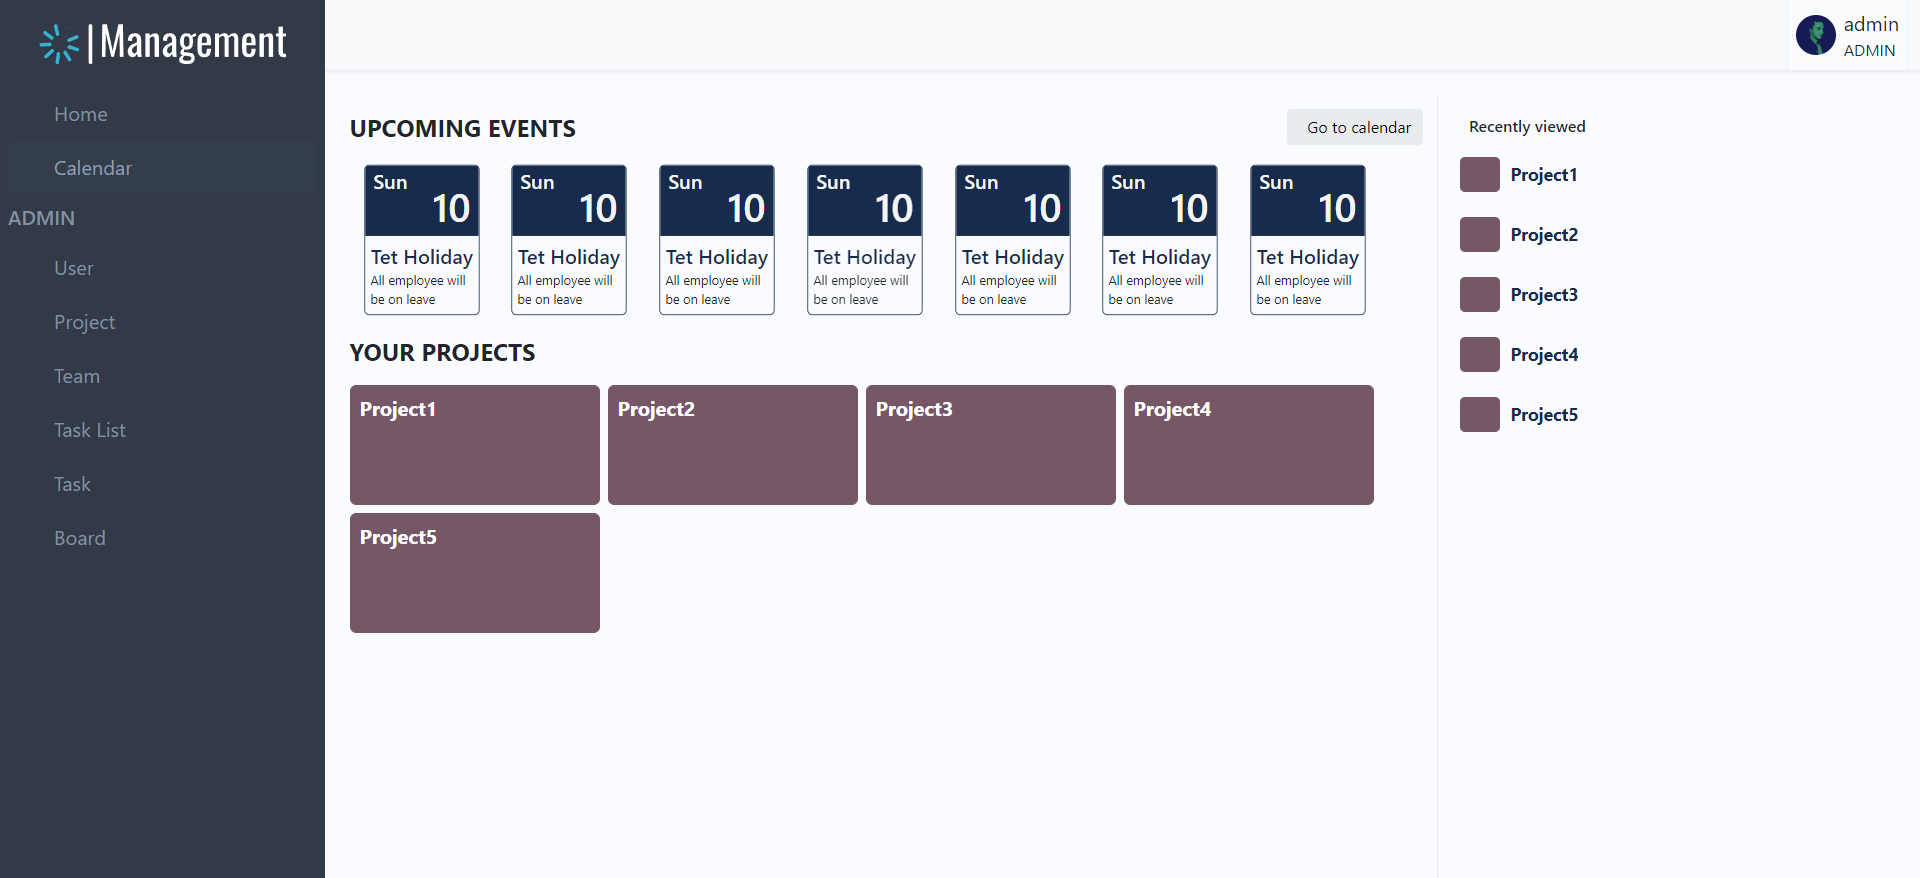 |Management
Home
Calendar
ADMIN
User
Project
Team
Task List
Task
Board
admin
ADMIN
UPCOMING EVENTS
Go to calendar
Sun
10
Tet Holiday
All employee will
be on leave
Sun
10
Tet Holiday
All employee will
be on leave
Sun
10
Tet Holiday
All employee will
be on leave
Sun
10
Tet Holiday
All employee will
be on leave
Sun
10
Tet Holiday
All employee will
be on leave
Sun
10
Tet Holiday
All employee will
be on leave
Sun
10
Tet Holiday
All employee will
be on leave
YOUR PROJECTS
Project1
Project2
Project3
Project4
Project5
Recently viewed
Project1
Project2
Project3
Project4
Project5